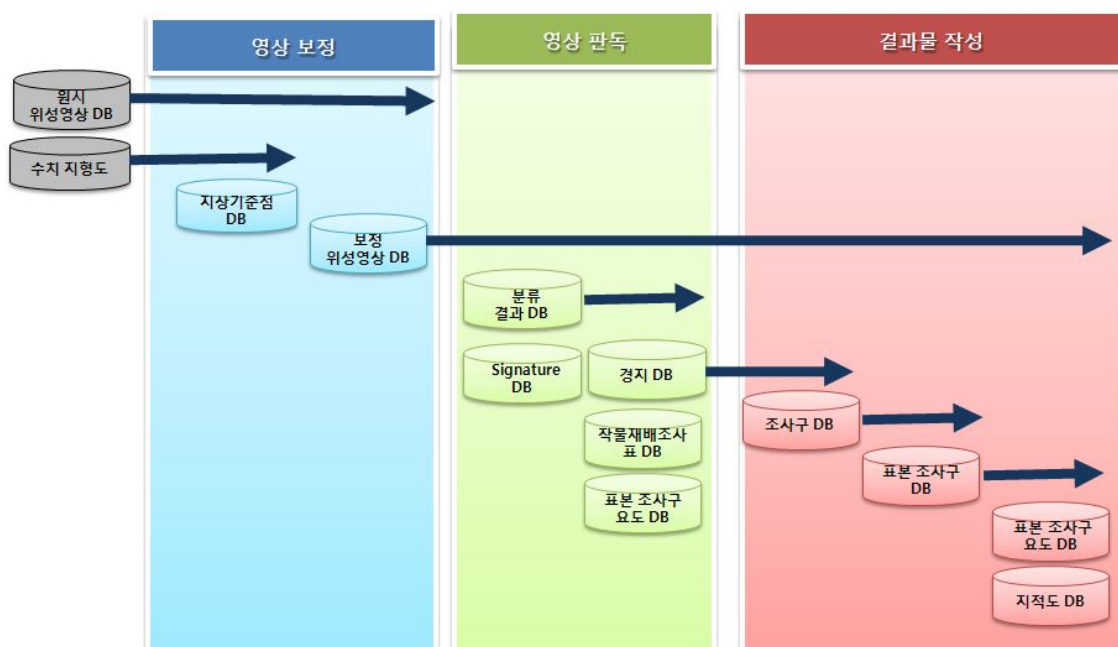 영상 보정
영상 판독
결과물 작성
원시
위성영상 DB
수치 지형도
지상기준점
DB
보정
위성영상 DB
분류
결과 DB
Signature
DB
경지 DB
조사구 DB
작물재배조사
표 DB
표본 조사구
DB
표본 조사구
요도 DB
표본 조사구
요도 DB
지적도 DB